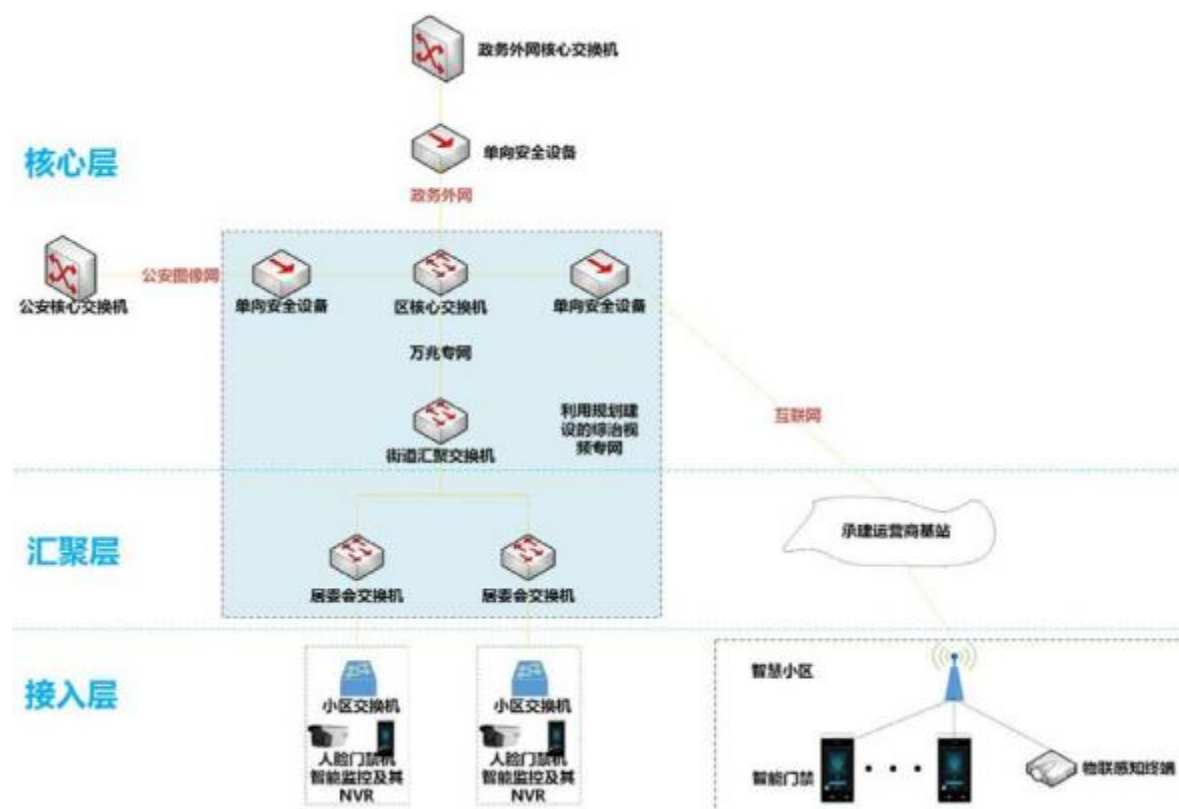 政务外网核心交换机
核心层
单向安全设备
政务外网
公安图像网
公安核心交换机
单向安全设备
区核心交换机
单向安全设备
万兆专网
利用规划建
设的综治视
频专网
互联网
街道汇聚交换机
汇聚层
承建运营商基站
居委会交换机
居委会交换机
接入层
小区交换机
人脸门禁机
智能监控及其
NVR
小区交换机
人脸门禁机
智能监控及其
NVR
智慧小区
智能门禁
物联感知终端